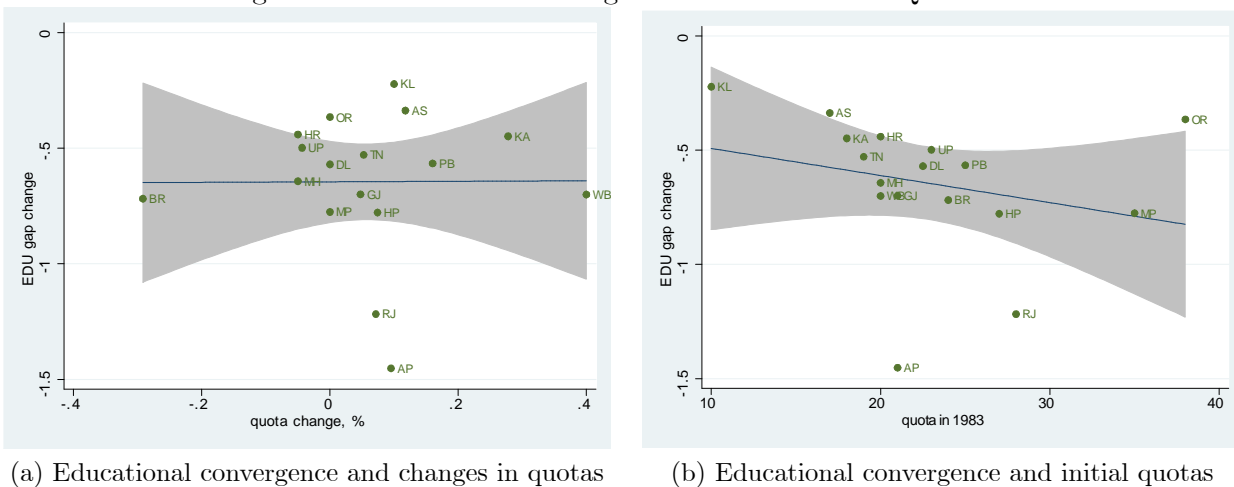 EDU gap change
0
-.5
-1
-1.5
KL
AS
OR
HR
KA
UP
TN
DL
PB
MH
GJ
BR
WB
MP
HP
RJ
AP
-.4
-.2
0
.2
.4
quota change, %
(a) Educational convergence and changes in quotas
EDU gap change
0
-.5
-1
-1.5
KL
AS
OR
KA
HR
TN
UP
DL
PB
MH
WB
GJ
BR
HP
MP
RJ
AP
10
20
30
40
quota in 1983
(b) Educational convergence and initial quotas